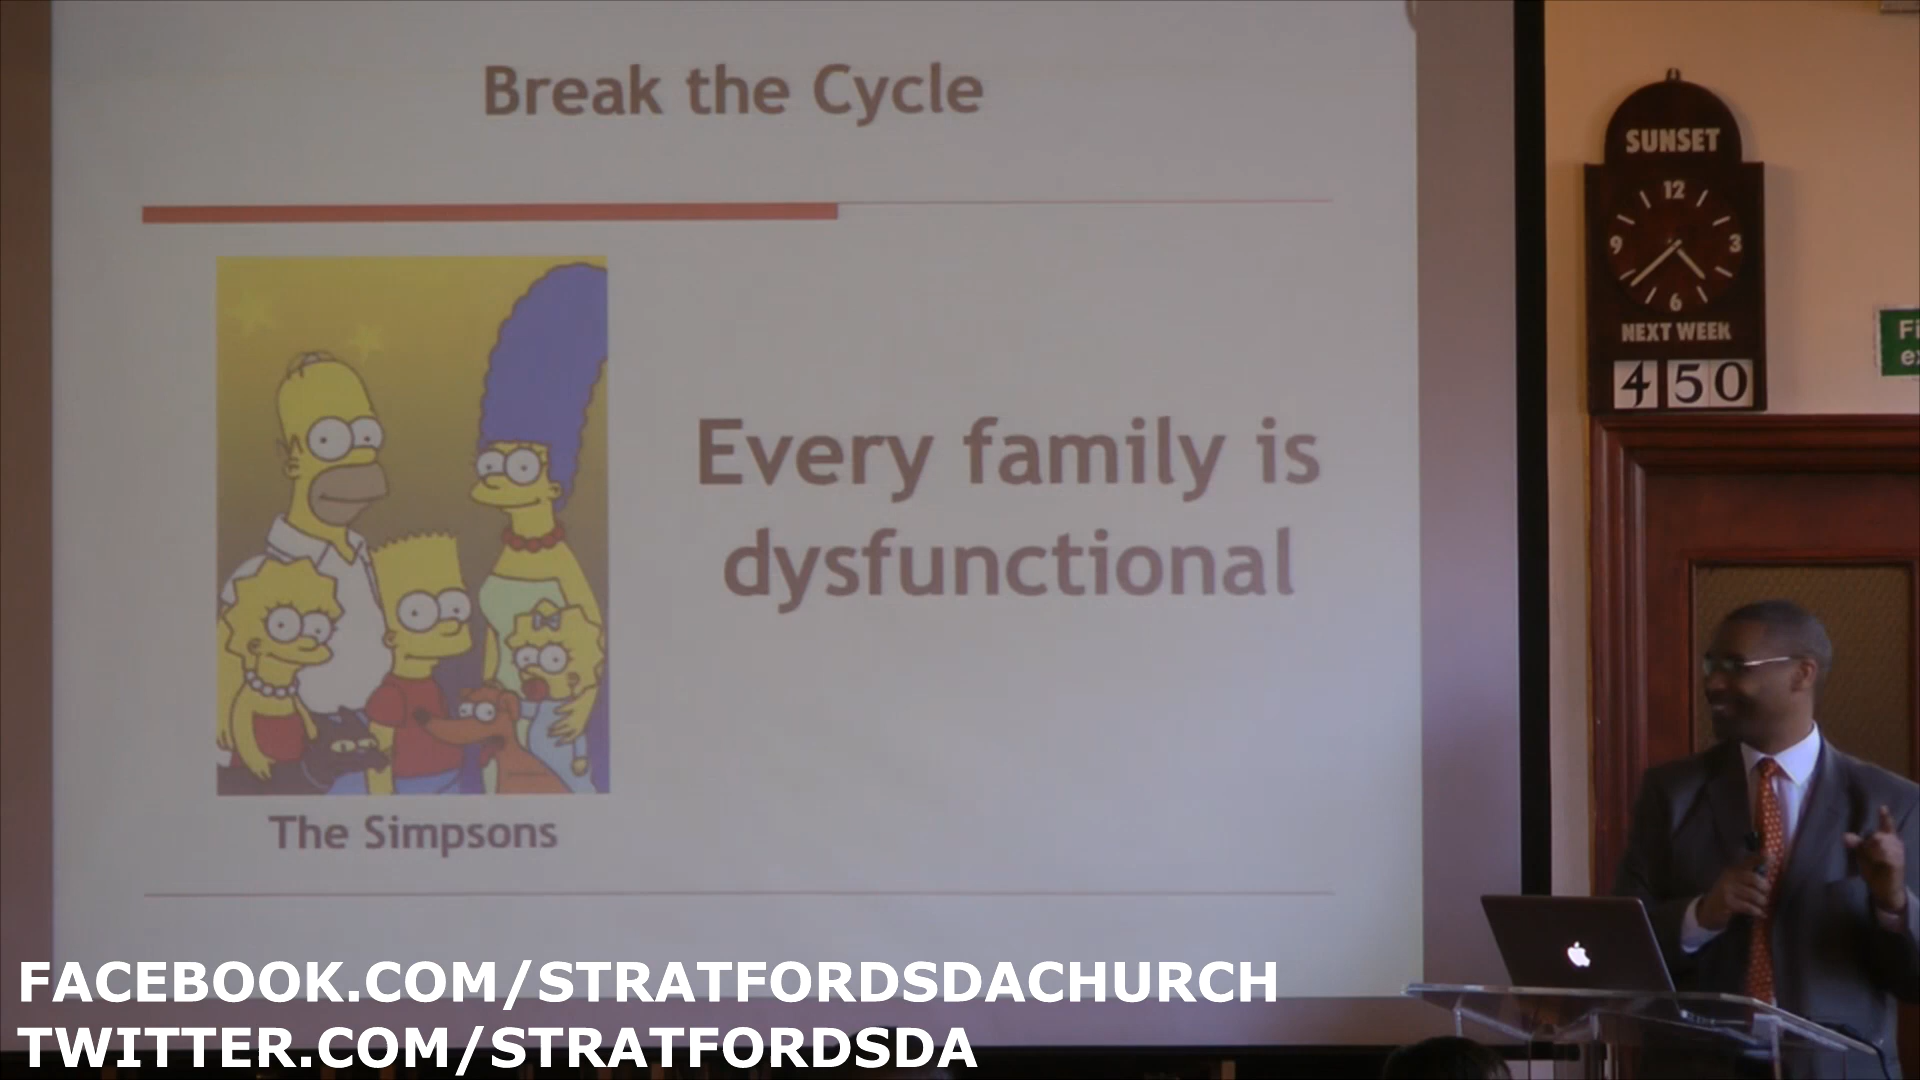 Break the Cycle
Every family is
dysfunctional
The Simpsons
SUNSET
12
9
3
6
NEXT WEEK
4 50
Fi
FACEBOOK.COM/STRATFORDSDACHURCH
TWITTER.COM/STRATFORDSDA